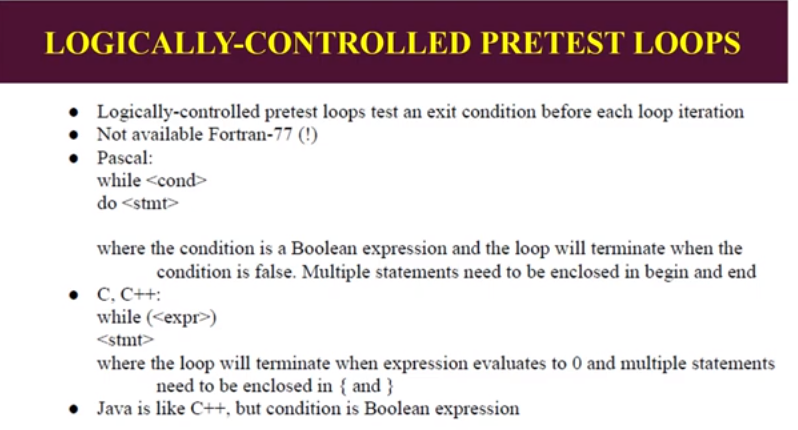 LOGICALLY-CONTROLLED PRETEST LOOPS
● Logically-controlled pretest loops test an exit condition before each loop iteration
● Not available Fortran-77 (!)
● Pascal:
while <cond>
do <stmt>
where the condition is a Boolean expression and the loop will terminate when the
condition is false. Multiple statements need to be enclosed in begin and end
● C, C++:
while (<expr>)
<stmt>
where the loop will terminate when expression evaluates to 0 and multiple statements
need to be enclosed in { and }
● Java is like C++, but condition is Boolean expression